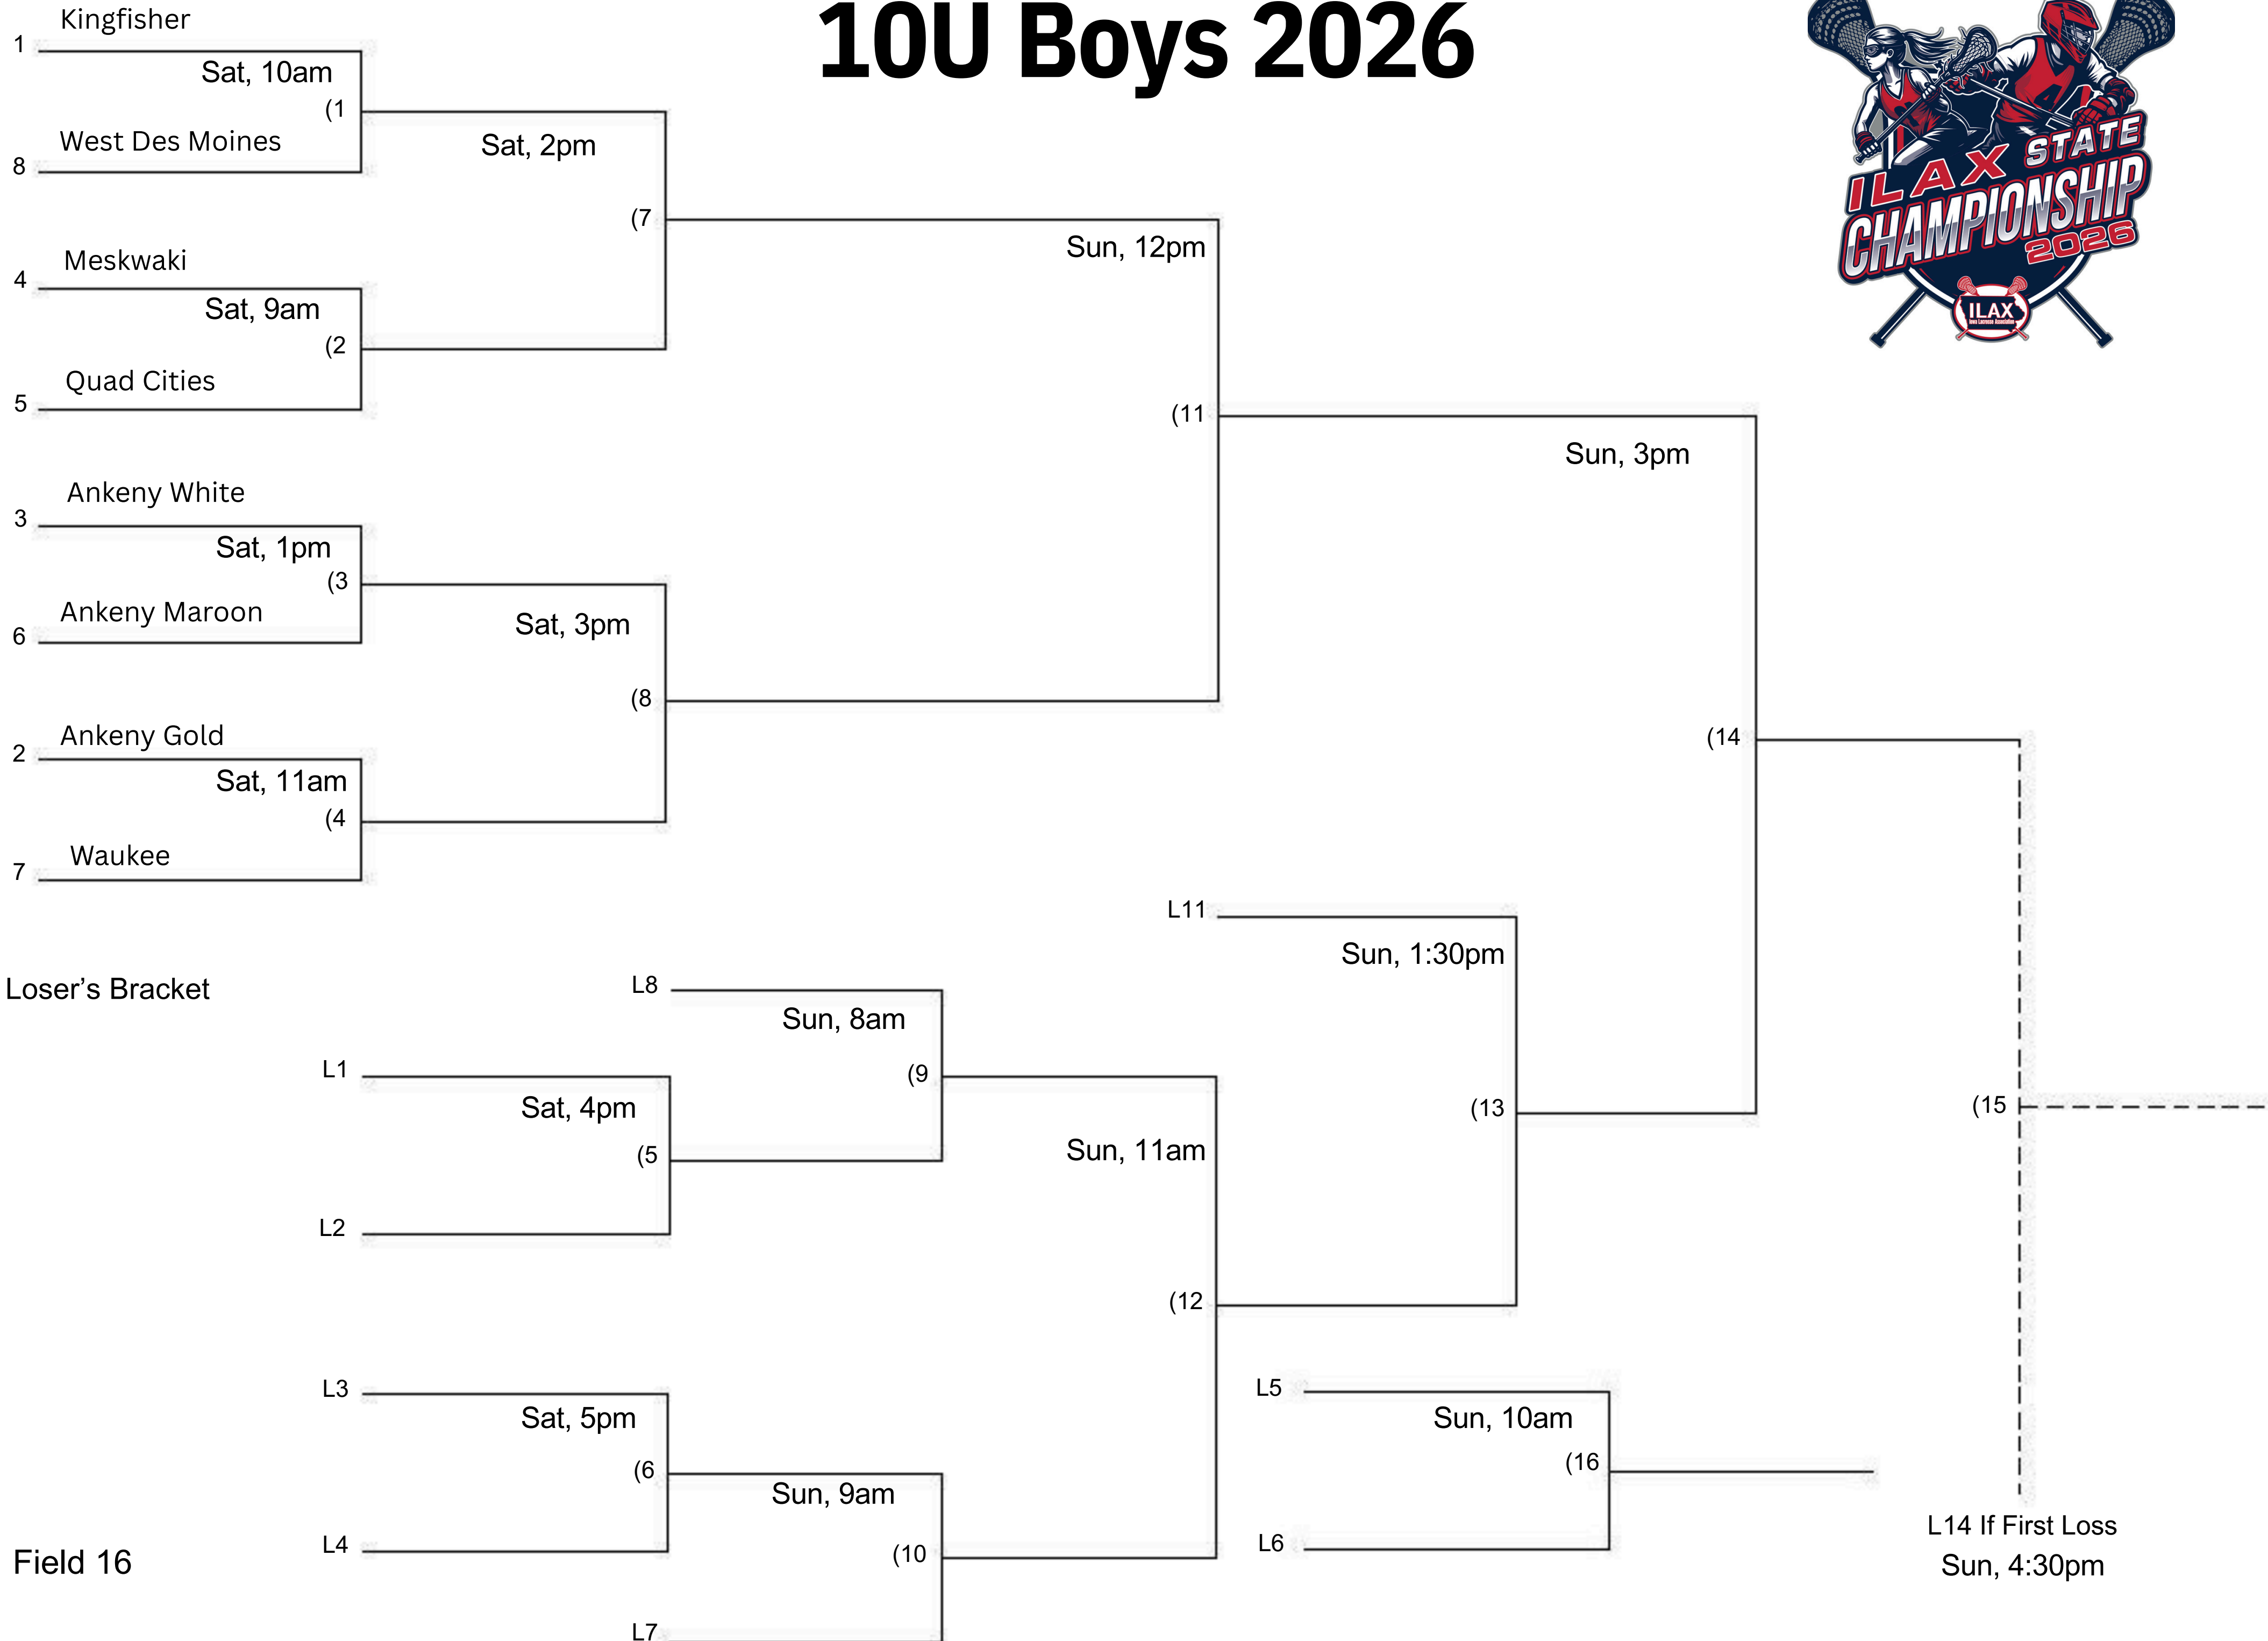 10U Boys 2026
ILAX STATE
CHAMPIONSHIP
2026
ILAX
Iowa Lacrosse Association
Kingfisher
1
Sat, 10am
(1
West Des Moines
8
Sat, 2pm
(7
Meskwaki
4
Sat, 9am
(2
Quad Cities
5
Sun, 12pm
(11
Ankeny White
3
Sat, 1pm
(3
Ankeny Maroon
6
Sat, 3pm
(8
Ankeny Gold
2
Sat, 11am
(4
Waukee
7
Sun, 3pm
(14
Loser’s Bracket
L8
Sun, 8am
(9
L1
Sat, 4pm
(5
L2
L11
Sun, 1:30pm
(13
Sun, 11am
(12
(15
L3
Sat, 5pm
(6
L4
Sun, 9am
(10
L7
L5
Sun, 10am
(16
L6
L14 If First Loss
Sun, 4:30pm
Field 16